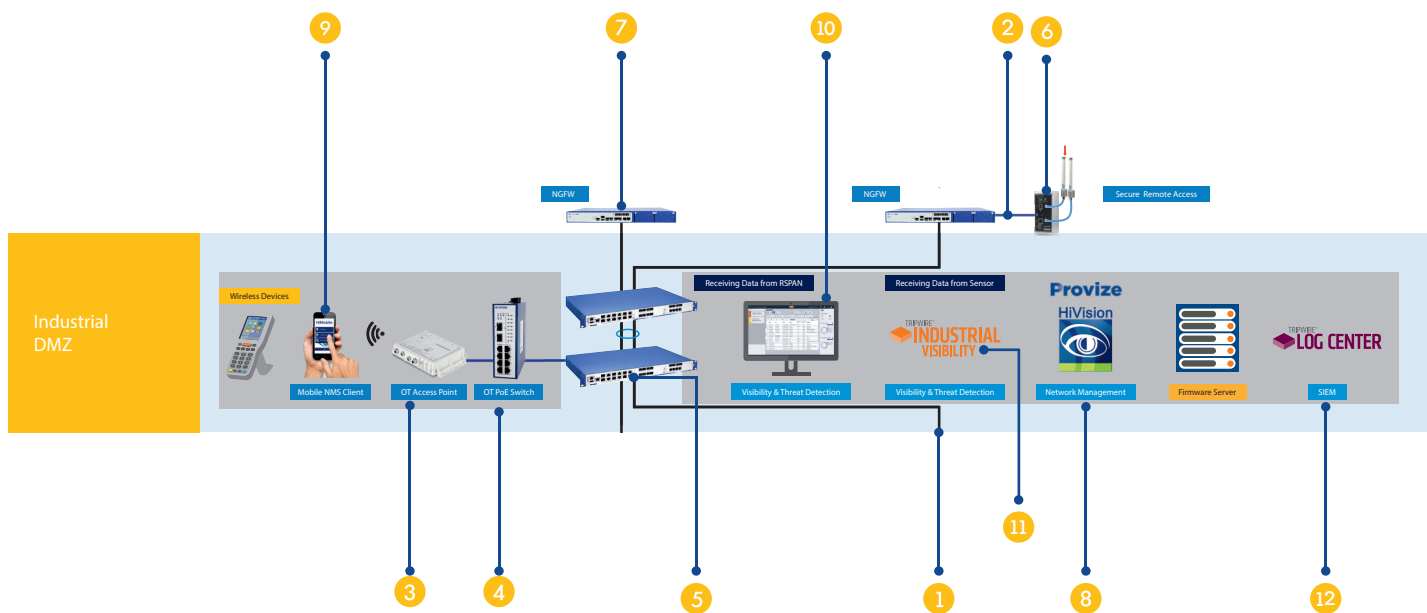 9
7
10
2
6
NGFW
NGFW
Secure Remote Access
Industrial
DMZ
Wireless Devices
Receiving Data from RSPAN
Receiving Data from Sensor
Provize
HiVision
TRIPWIRE
INDUSTRIAL
VISIBILITY
TRIPWIRE
LOG CENTER
HiMobile
Mobile NMS Client
OT Access Point
OT PoE Switch
Visibility & Threat Detection
Visibility & Threat Detection
Network Management
Firmware Server
SIEM
11
3
4
5
1
8
12